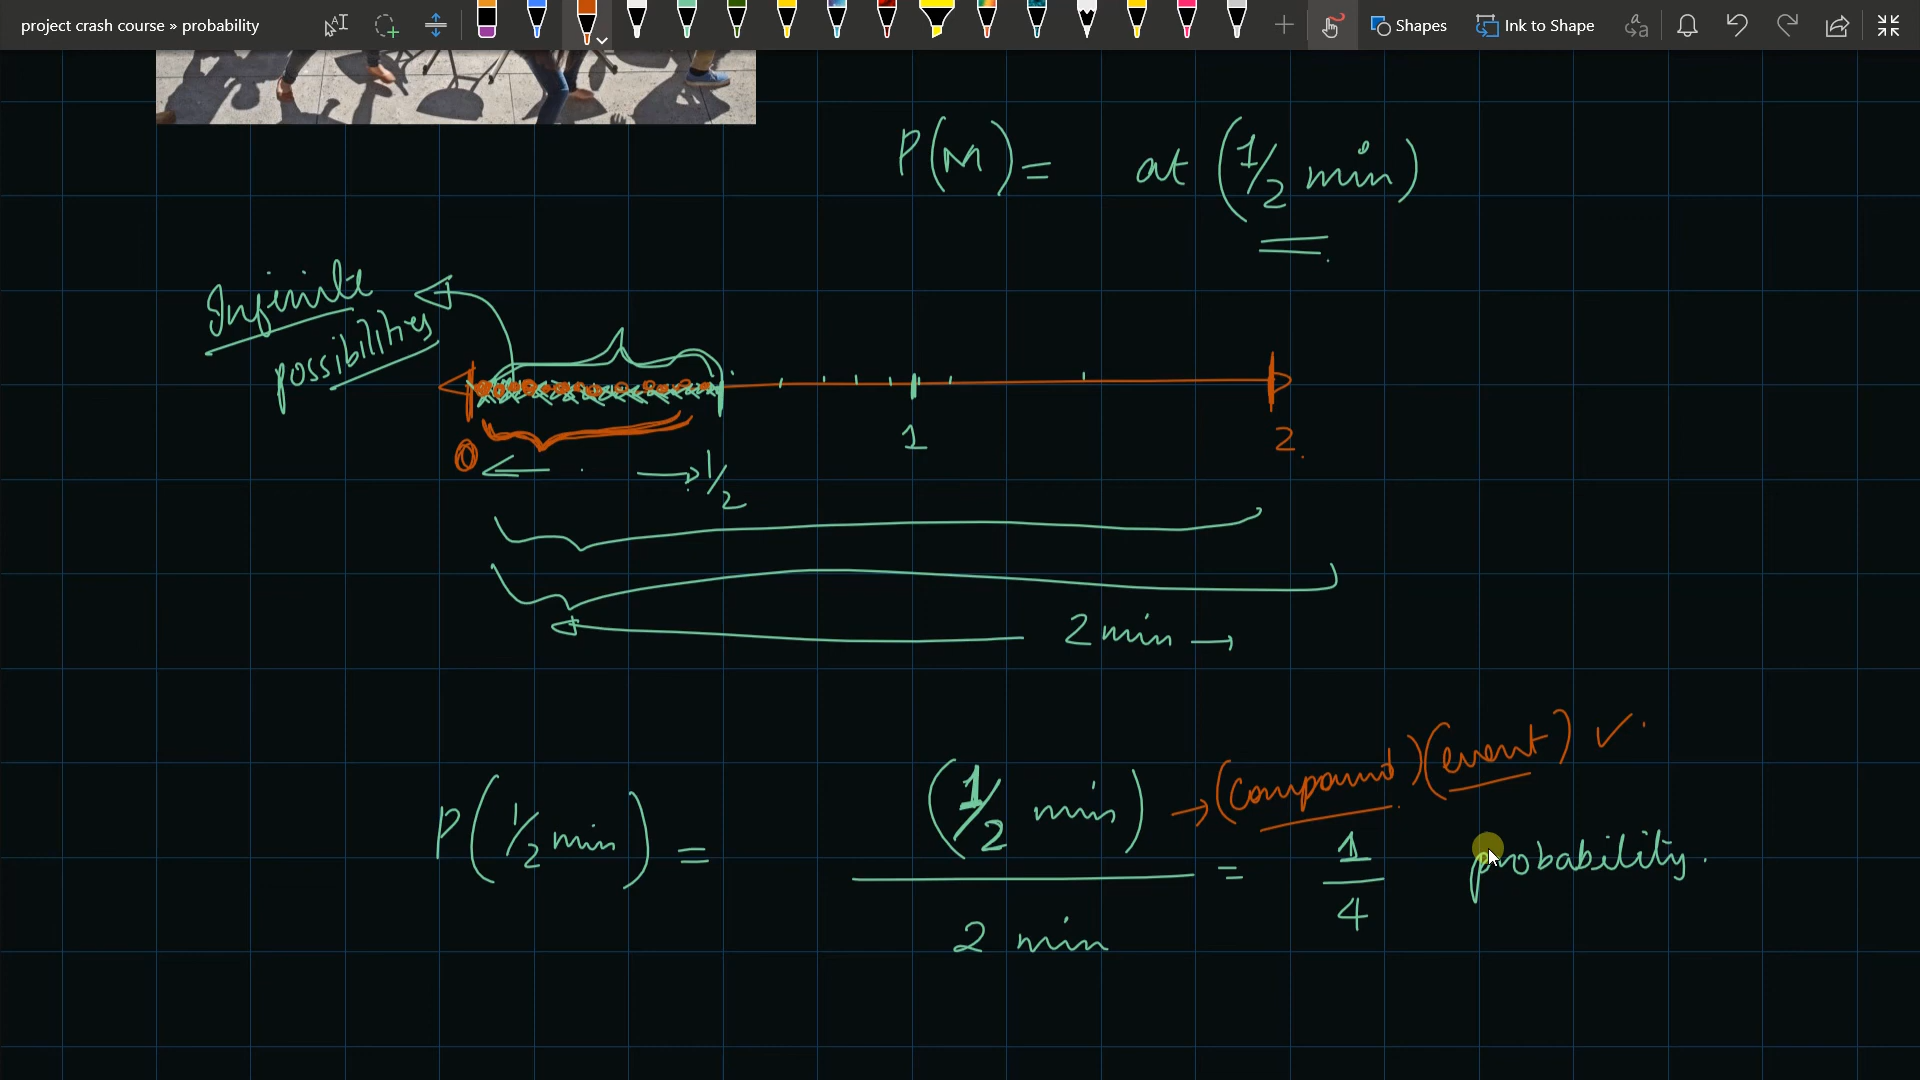 project crash course » probability
Shapes
Ink to Shape
P(M) = at (1/2 min)
Infinite
possibilities
0
1/2
1
2.
2 min
P(1/2 min) = (1/2 min) / 2 min = 1/4 probability.
→ (compound) (event) ✓.